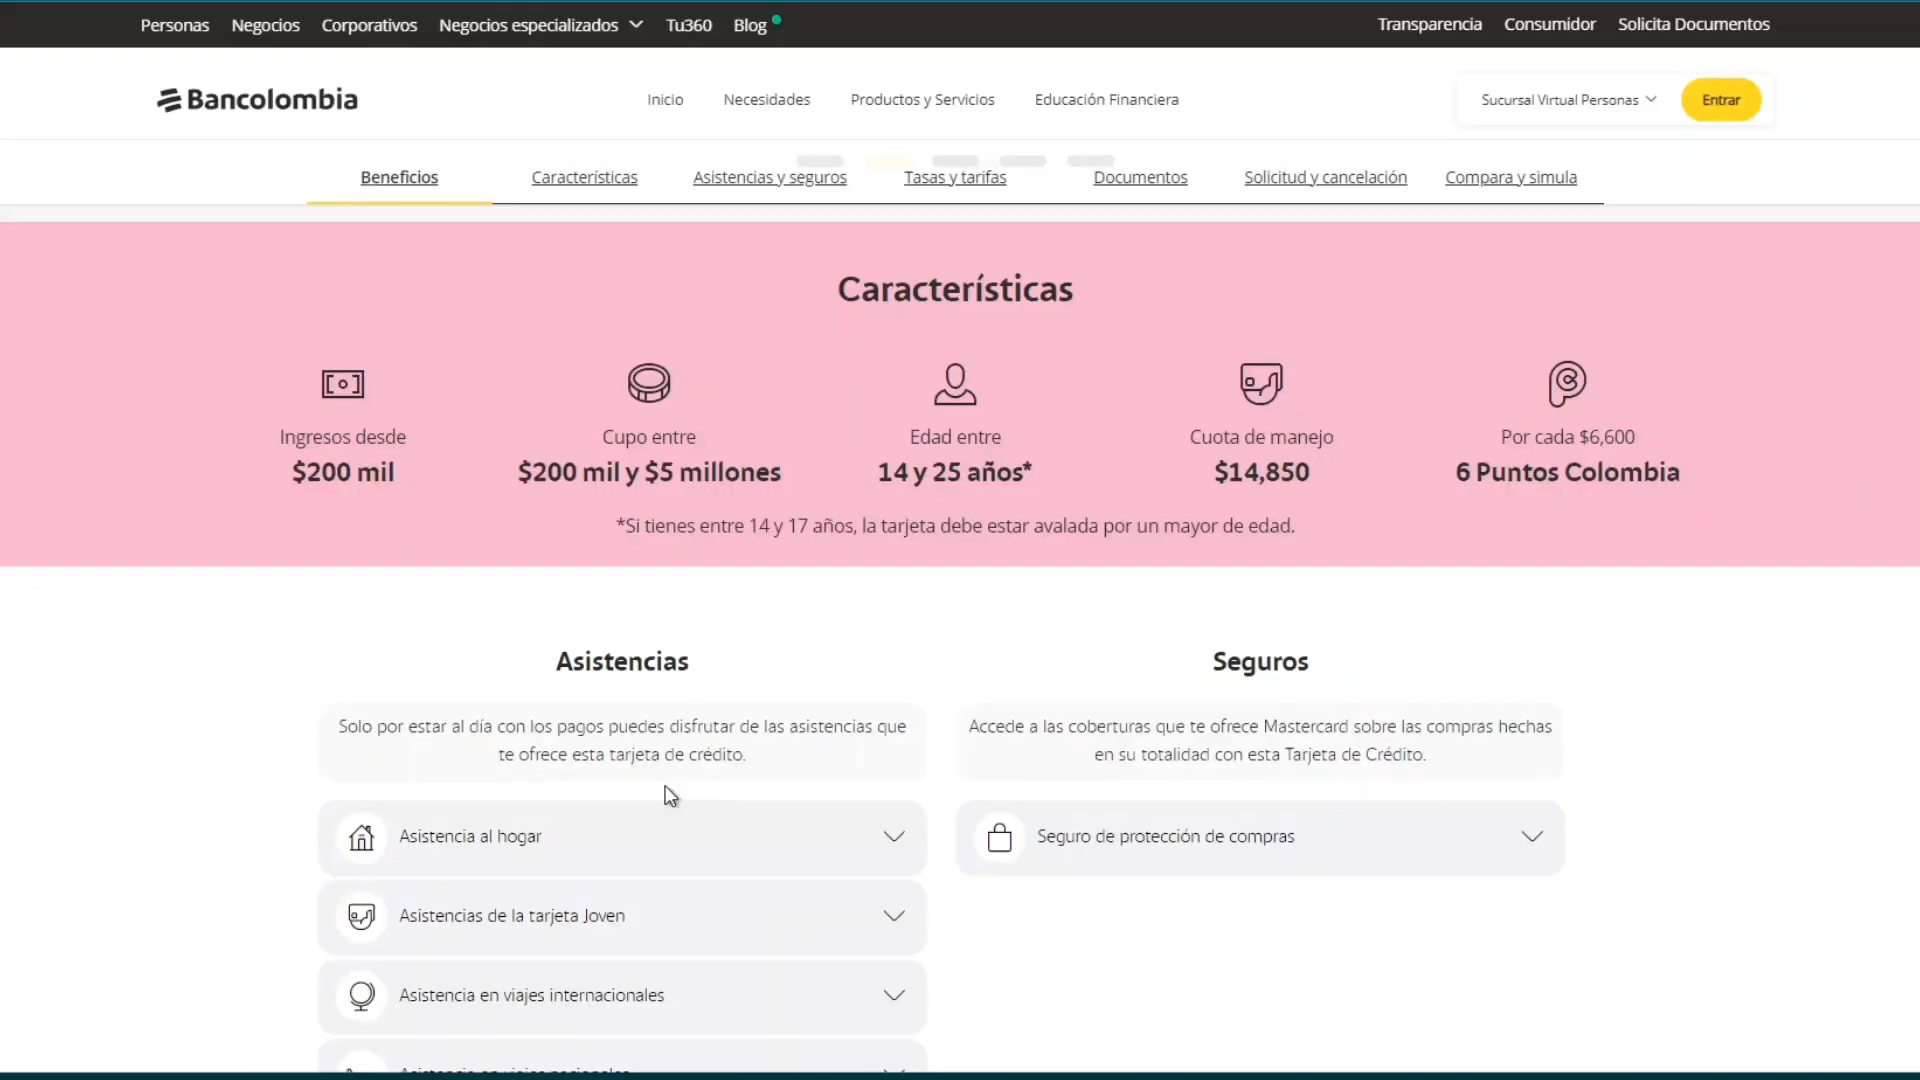 Personas Negocios Corporativos Negocios especializados Tu360 Blog Transparencia Consumidor Solicita Documentos
Bancolombia Inicio Necesidades Productos y Servicios Educación Financiera Sucursal Virtual Personas Entrar
Beneficios Características Asistencias y seguros Tasas y tarifas Documentos Solicitud y cancelación Compara y simula
Características
Ingresos desde
$200 mil
Cupo entre
$200 mil y $5 millones
Edad entre
14 y 25 años*
Cuota de manejo
$14,850
Por cada $6,600
6 Puntos Colombia
*Si tienes entre 14 y 17 años, la tarjeta debe estar avalada por un mayor de edad.
Asistencias
Solo por estar al día con los pagos puedes disfrutar de las asistencias que
te ofrece esta tarjeta de crédito.
Asistencia al hogar
Asistencias de la tarjeta Joven
Asistencia en viajes internacionales
Asistencia en viajes nacionales
Seguros
Accede a las coberturas que te ofrece Mastercard sobre las compras hechas
en su totalidad con esta Tarjeta de Crédito.
Seguro de protección de compras